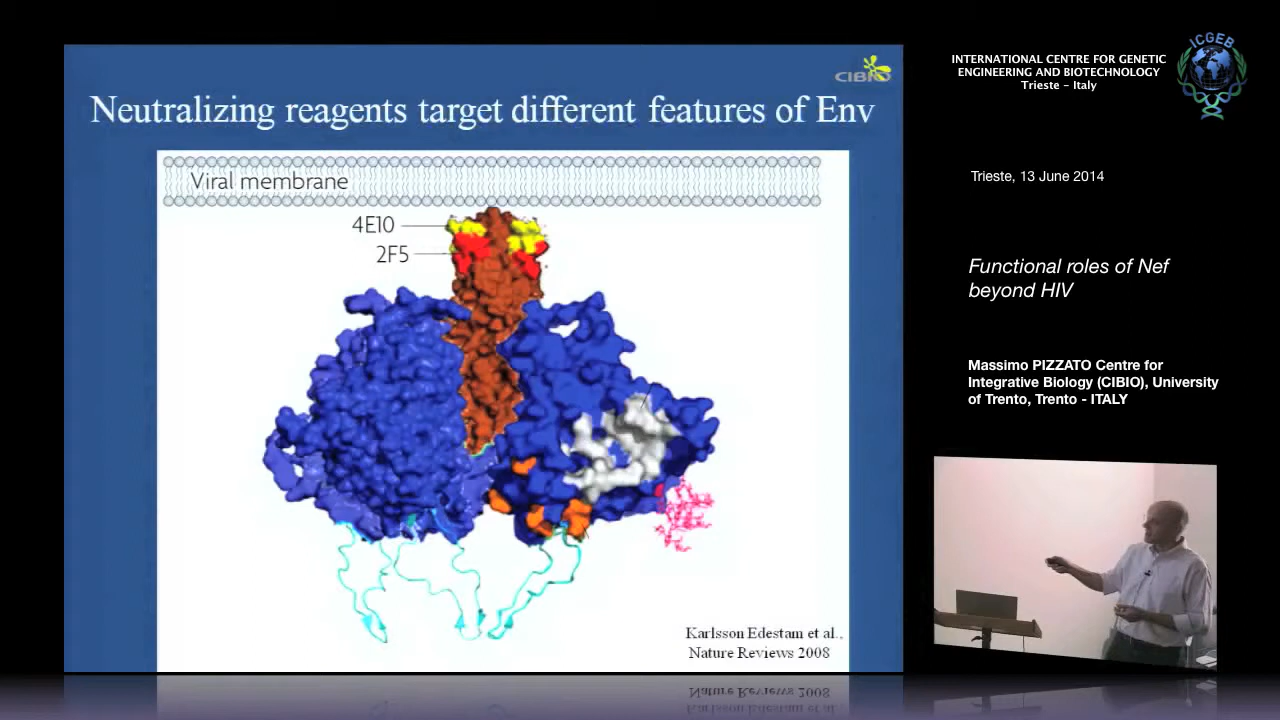 CIBIO
Neutralizing reagents target different features of Env
Viral membrane
4E10
2F5
Karlsson Edestam et al.,
Nature Reviews 2008
INTERNATIONAL CENTRE FOR GENETIC
ENGINEERING AND BIOTECHNOLOGY
Trieste – Italy
ICGEB
Trieste, 13 June 2014
Functional roles of Nef
beyond HIV
Massimo PIZZATO Centre for
Integrative Biology (CIBIO), University
of Trento, Trento - ITALY